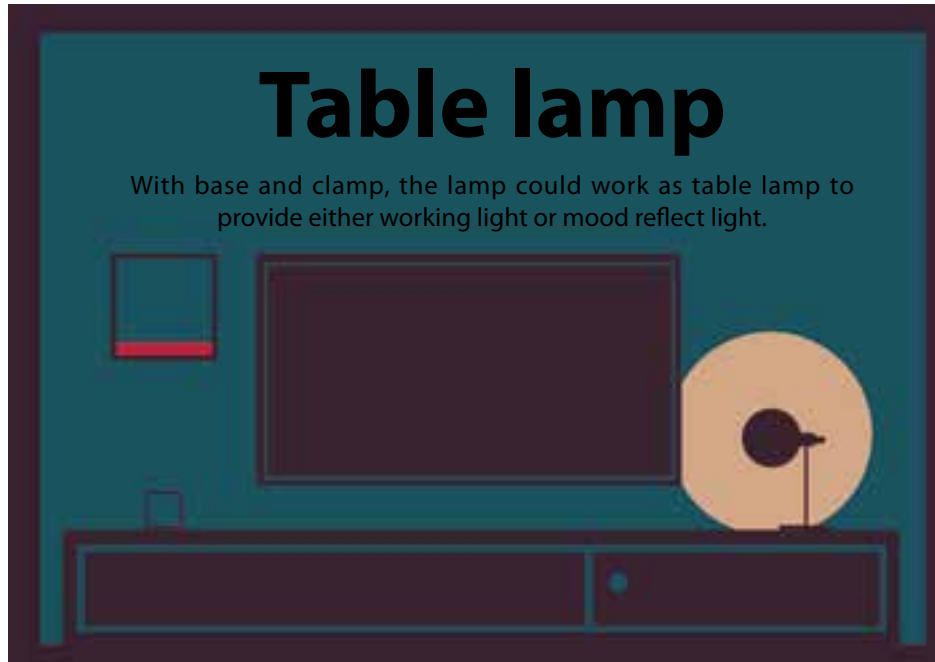 Table lamp
With base and clamp, the lamp could work as table lamp to
provide either working light or mood reflect light.